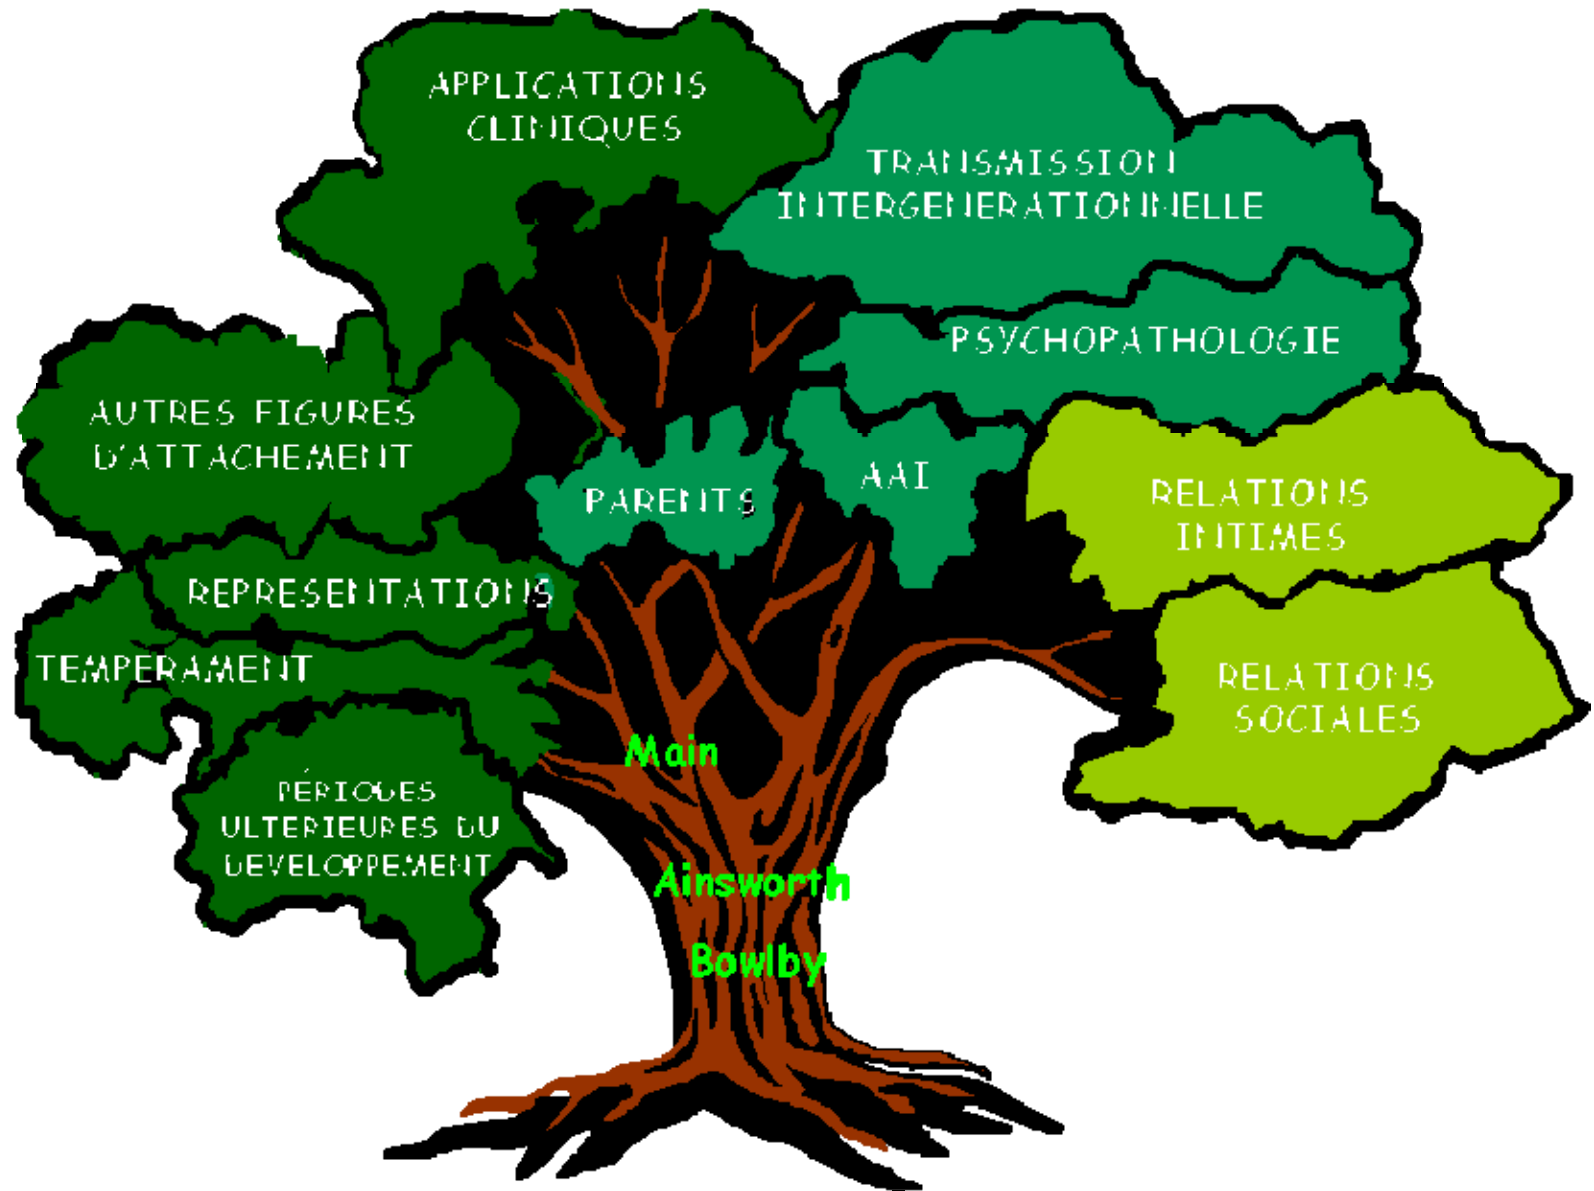 APPLICATIONS
CLINIQUES
TRANSMISSION
INTERGENERATIONNELLE
PSYCHOPATHOLOGIE
AUTRES FIGURES
D'ATTACHEMENT
PARENTS
AAI
RELATIONS
INTIMES
REPRESENTATIONS
TEMPERAMENT
RELATIONS
SOCIALES
Main
PÉRIODES
ULTERIEURES DU
DEVELOPPEMENT
Ainsworth
Bowlby